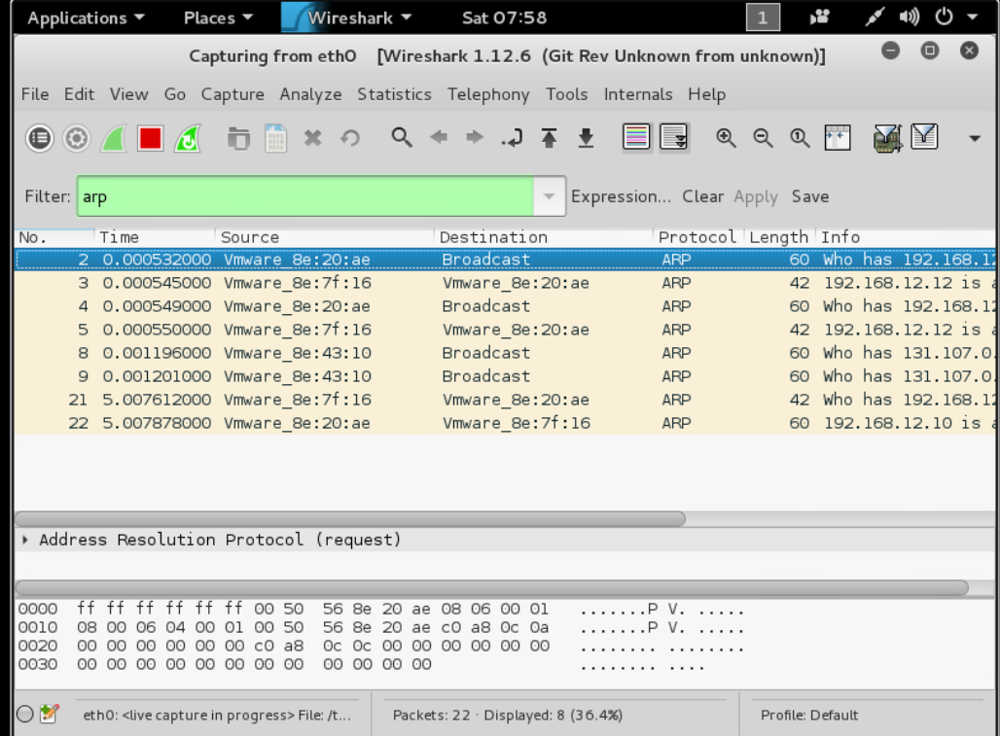 Applications Places Wireshark Sat 07:58 1
Capturing from eth0 [Wireshark 1.12.6 (Git Rev Unknown from unknown)]
File Edit View Go Capture Analyze Statistics Telephony Tools Internals Help
Filter: arp Expression... Clear Apply Save
No. Time Source Destination Protocol Length Info
2 0.000532000 Vmware_8e:20:ae Broadcast ARP 60 Who has 192.168.12
3 0.000545000 Vmware_8e:7f:16 Vmware_8e:20:ae ARP 42 192.168.12.12 is a
4 0.000549000 Vmware_8e:20:ae Broadcast ARP 60 Who has 192.168.12
5 0.000550000 Vmware_8e:7f:16 Vmware_8e:20:ae ARP 42 192.168.12.12 is a
8 0.001196000 Vmware_8e:43:10 Broadcast ARP 60 Who has 131.107.0.
9 0.001201000 Vmware_8e:43:10 Broadcast ARP 60 Who has 131.107.0.
21 5.007612000 Vmware_8e:7f:16 Vmware_8e:20:ae ARP 42 Who has 192.168.12
22 5.007878000 Vmware_8e:20:ae Vmware_8e:7f:16 ARP 60 192.168.12.10 is a
Address Resolution Protocol (request)
0000 ff ff ff ff ff ff 00 50 56 8e 20 ae 08 06 00 01 .......P V. .....
0010 08 00 06 04 00 01 00 50 56 8e 20 ae c0 a8 0c 0a .......P V. .....
0020 00 00 00 00 00 00 c0 a8 0c 0c 00 00 00 00 00 00 ........ ........
0030 00 00 00 00 00 00 00 00 00 00 00 00 ........ ....
eth0: <live capture in progress> File: /t... Packets: 22 · Displayed: 8 (36.4%) Profile: Default